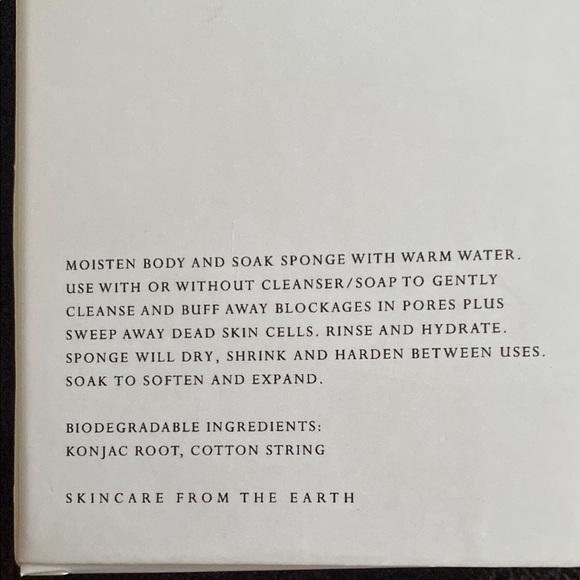 MOISTEN BODY AND SOAK SPONGE WITH WARM WATER.
USE WITH OR WITHOUT CLEANSER/SOAP TO GENTLY
CLEANSE AND BUFF AWAY BLOCKAGES IN PORES PLUS
SWEEP AWAY DEAD SKIN CELLS. RINSE AND HYDRATE.
SPONGE WILL DRY, SHRINK AND HARDEN BETWEEN USES.
SOAK TO SOFTEN AND EXPAND.
BIODEGRADABLE INGREDIENTS:
KONJAC ROOT, COTTON STRING
SKINCARE FROM THE EARTH